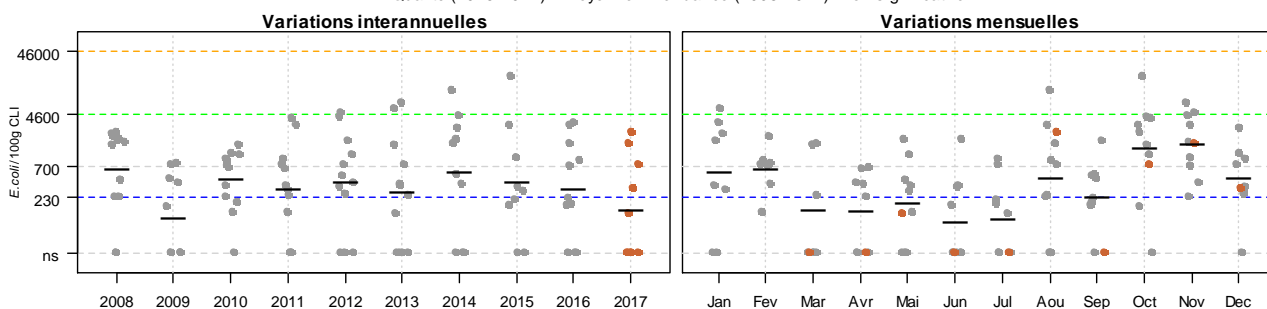 Variations interannuelles
Variations mensuelles
E.coli/100g CLI
46000
4600
700
230
ns
2008 2009 2010 2011 2012 2013 2014 2015 2016 2017
Jan Fev Mar Avr Mai Jun Jul Aou Sep Oct Nov Dec